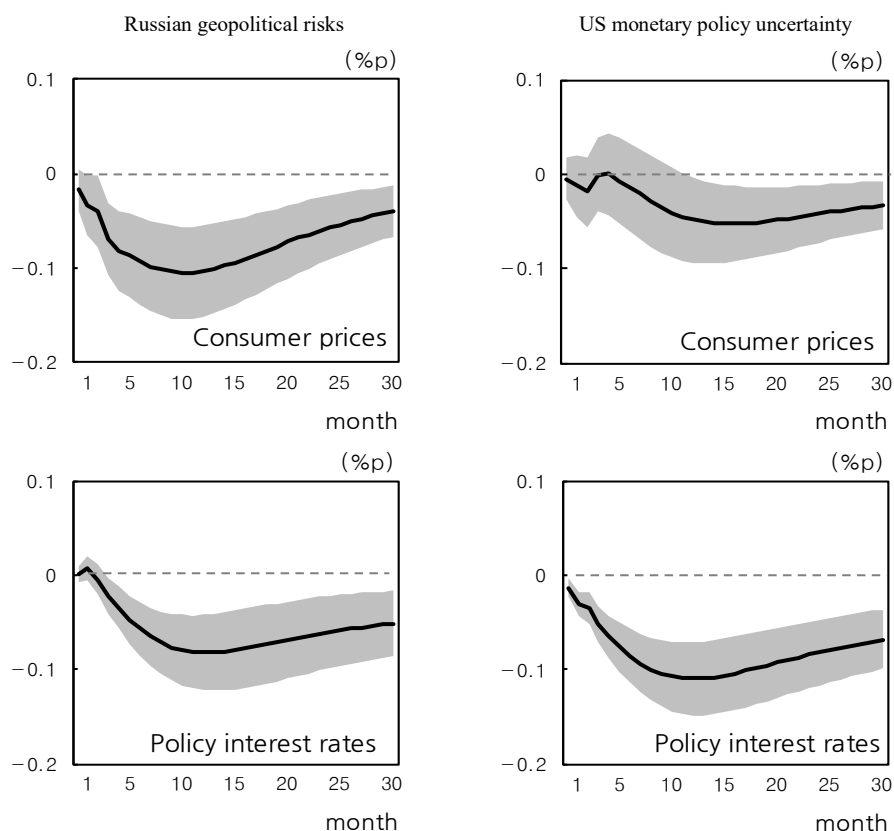 Russian geopolitical risks
US monetary policy uncertainty
(%p)
(%p)
0.1
0
−0.1
−0.2
Consumer prices
1 5 10 15 20 25 30
month
0.1
0
−0.1
−0.2
Consumer prices
1 5 10 15 20 25 30
month
(%p)
(%p)
0.1
0
−0.1
−0.2
Policy interest rates
1 5 10 15 20 25 30
month
0.1
0
−0.1
−0.2
Policy interest rates
1 5 10 15 20 25 30
month